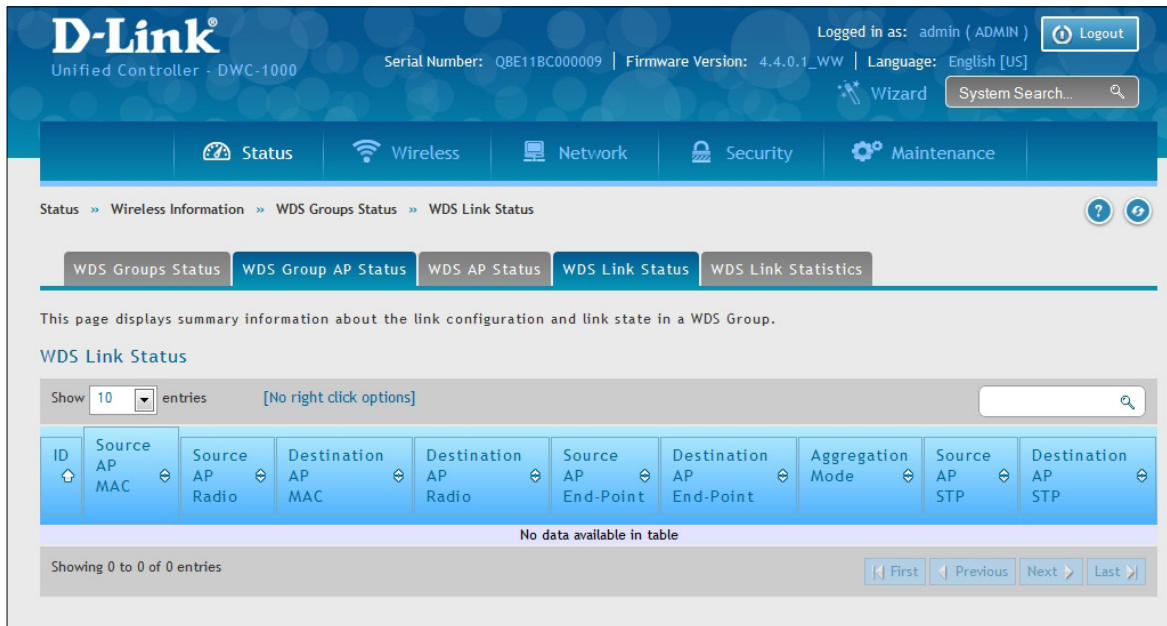 D-Link®
Unified Controller - DWC-1000
Logged in as: admin ( ADMIN )
Logout
Serial Number: QBE11BC000009 | Firmware Version: 4.4.0.1_WW | Language: English [US]
Wizard
System Search...
Status
Wireless
Network
Security
Maintenance
Status » Wireless Information » WDS Groups Status » WDS Link Status
?
WDS Groups Status
WDS Group AP Status
WDS AP Status
WDS Link Status
WDS Link Statistics
This page displays summary information about the link configuration and link state in a WDS Group.
WDS Link Status
Show 10 entries
[No right click options]
ID
Source
AP
MAC
Source
AP
Radio
Destination
AP
MAC
Destination
AP
Radio
Source
AP
End-Point
Destination
AP
End-Point
Aggregation
Mode
Source
AP
STP
Destination
AP
STP
No data available in table
Showing 0 to 0 of 0 entries
First
Previous
Next
Last